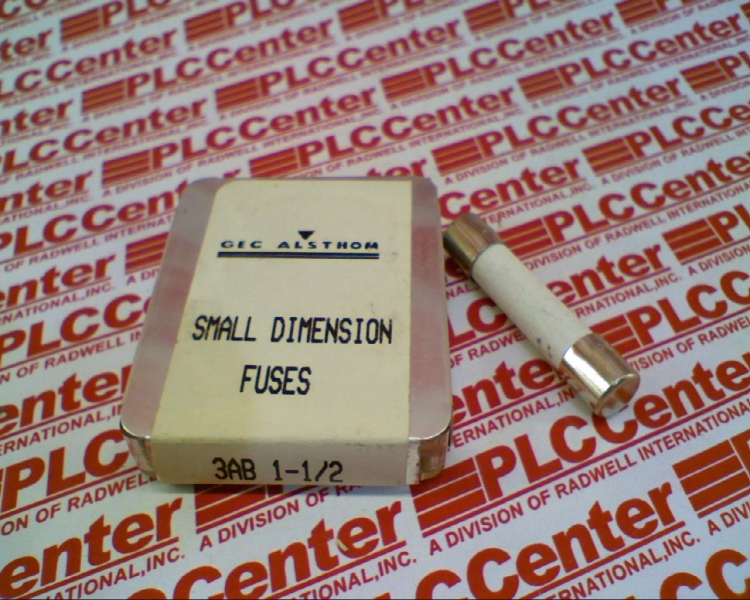 GEC ALSTHOM
SMALL DIMENSION
FUSES
3AB 1-1/2
PLCCenter
A DIVISION OF RADWELL INTERNATIONAL, INC.